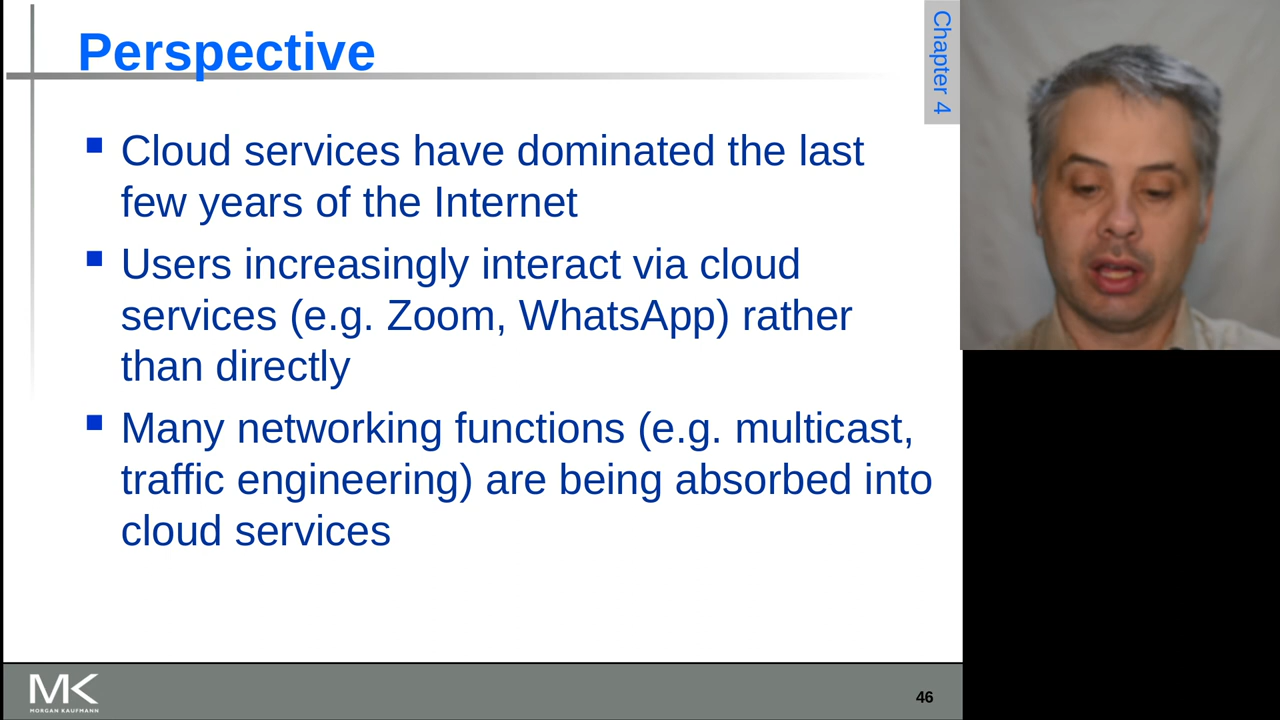 Perspective
Chapter 4
Cloud services have dominated the last
few years of the Internet
Users increasingly interact via cloud
services (e.g. Zoom, WhatsApp) rather
than directly
Many networking functions (e.g. multicast,
traffic engineering) are being absorbed into
cloud services
MK
MORGAN KAUFMANN
46